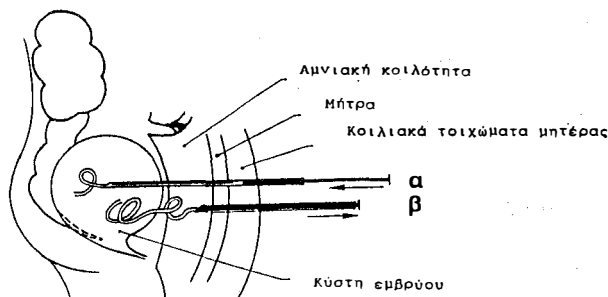 Αμνιακή κοιλότητα
Μήτρα
Κοιλιακά τοιχώματα μητέρας
α
β
Κύστη εμβρύου